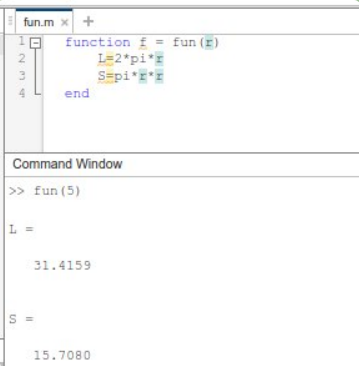 fun.m × +
1 function f = fun(r)
2 L=2*pi*r
3 S=pi*r*r
4 end
Command Window
>> fun(5)
L =
31.4159
S =
15.7080